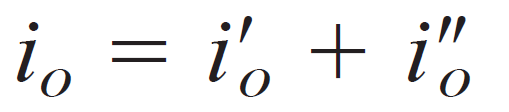 i_o = i'_o + i''_o